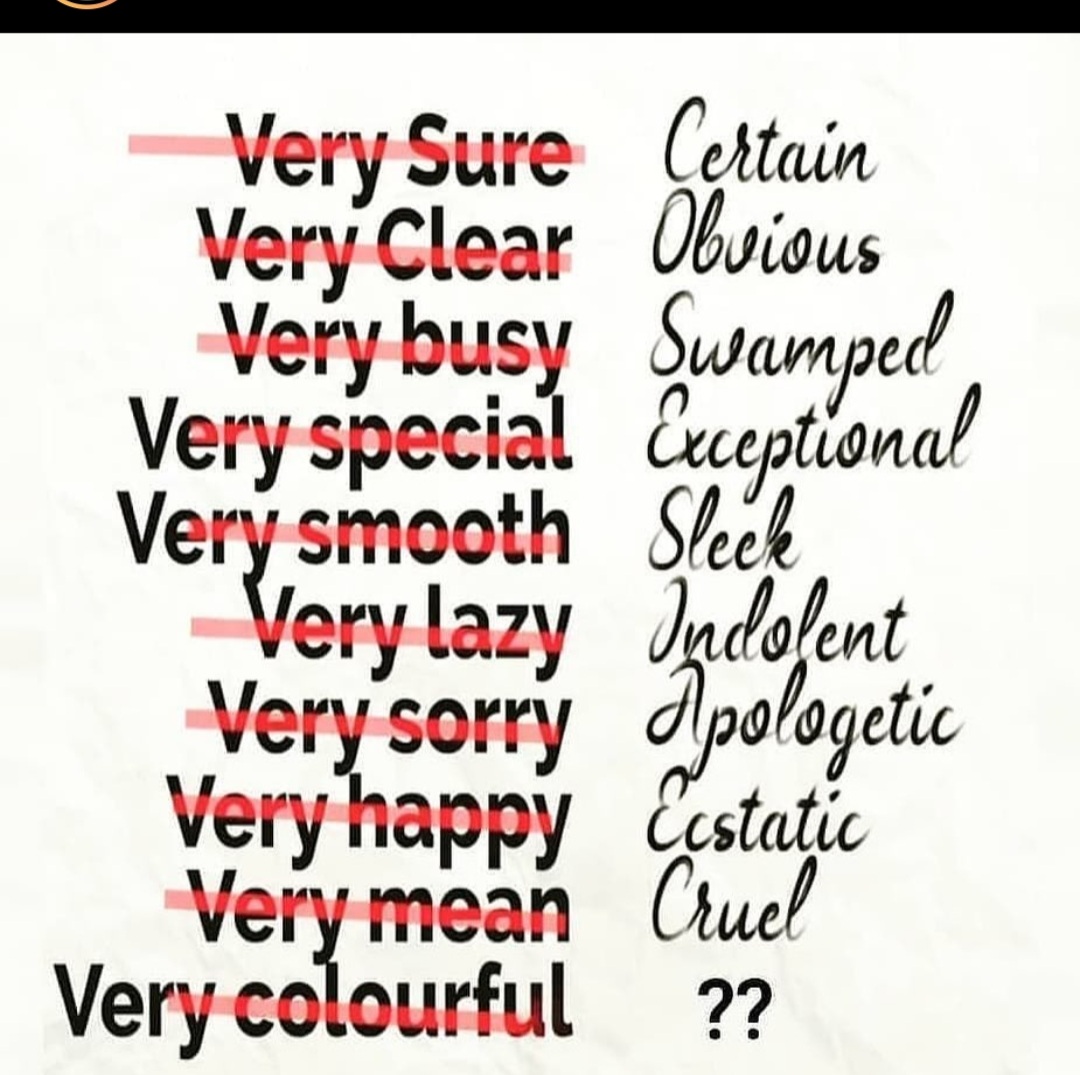 Very Sure Certain
Very Clear Obvious
Very busy Swamped
Very special Exceptional
Very smooth Sleek
Very lazy Indolent
Very sorry Apologetic
Very happy Ecstatic
Very mean Cruel
Very colourful ??